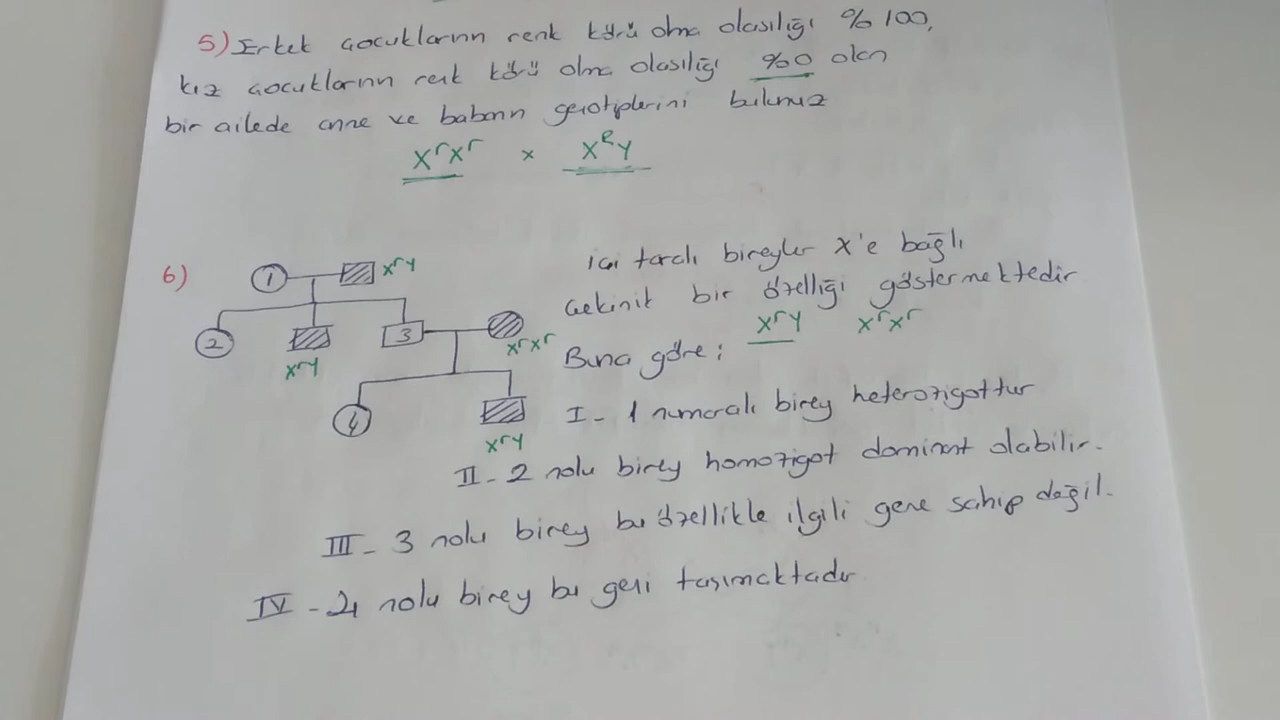 5) Erkek çocukların renk körü olma olasılığı %100,
kız çocuklarının renk körü olma olasılığı %0 olan
bir ailede anne ve babanın genotiplerini bulunuz
XʳXʳ x XᴿY
6)
1 XʳY
2 XʳY 3 XʳXʳ
4 XʳY
içi taralı bireyler X'e bağlı
çekinik bir özelliği göstermektedir
XʳY XʳXʳ
Buna göre;
I- 1 numaralı birey heterozigottur
II- 2 nolu birey homozigot dominant olabilir.
III- 3 nolu birey bu özellikle ilgili gene sahip değil.
IV- 4 nolu birey bu geni taşımaktadır